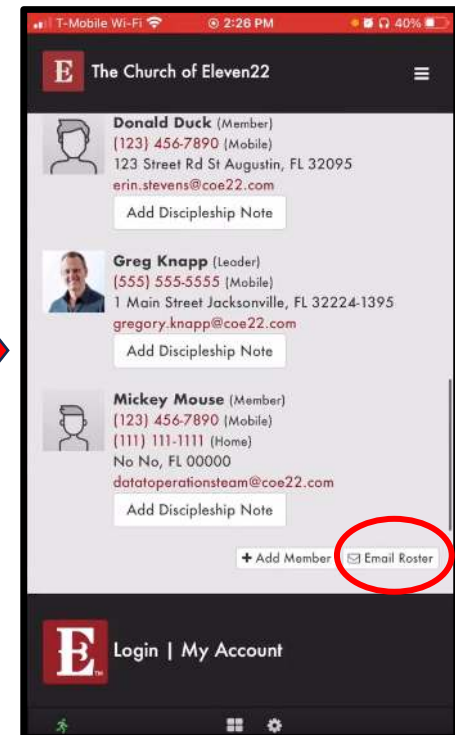 T-Mobile Wi-Fi 2:26 PM 40%
E The Church of Eleven22
Donald Duck (Member)
(123) 456-7890 (Mobile)
123 Street Rd St Augustin, FL 32095
erin.stevens@coe22.com
Add Discipleship Note
Greg Knapp (Leader)
(555) 555-5555 (Mobile)
1 Main Street Jacksonville, FL 32224-1395
gregory.knapp@coe22.com
Add Discipleship Note
Mickey Mouse (Member)
(123) 456-7890 (Mobile)
(111) 111-1111 (Home)
No No, FL 00000
datatoperationsteam@coe22.com
Add Discipleship Note
+ Add Member Email Roster
E Login | My Account